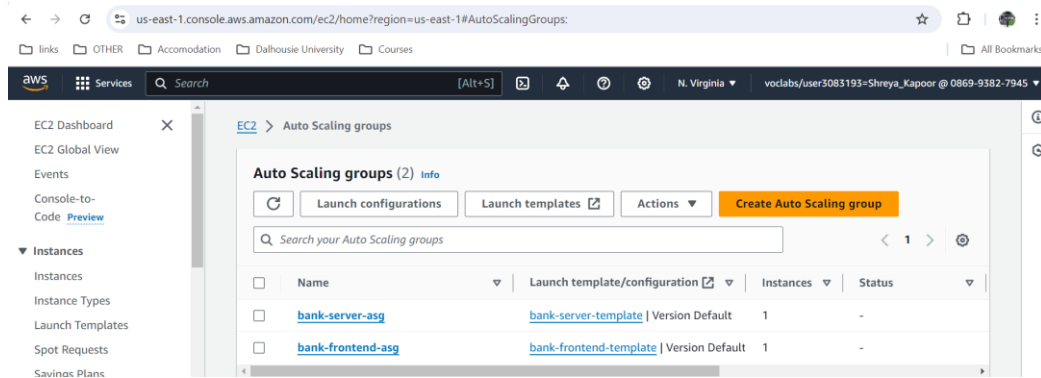 us-east-1.console.aws.amazon.com/ec2/home?region=us-east-1#AutoScalingGroups:
links OTHER Accomodation Dalhousie University Courses All Bookmarks
aws Services Search [Alt+S] N. Virginia voclabs/user3083193=Shreya_Kapoor @ 0869-9382-7945
EC2 Dashboard
EC2 Global View
Events
Console-to-
Code Preview
Instances
Instances
Instance Types
Launch Templates
Spot Requests
Savings Plans
EC2 > Auto Scaling groups
Auto Scaling groups (2) Info
Launch configurations Launch templates Actions Create Auto Scaling group
Search your Auto Scaling groups
< 1 >
Name Launch template/configuration Instances Status
bank-server-asg bank-server-template | Version Default 1 -
bank-frontend-asg bank-frontend-template | Version Default 1 -